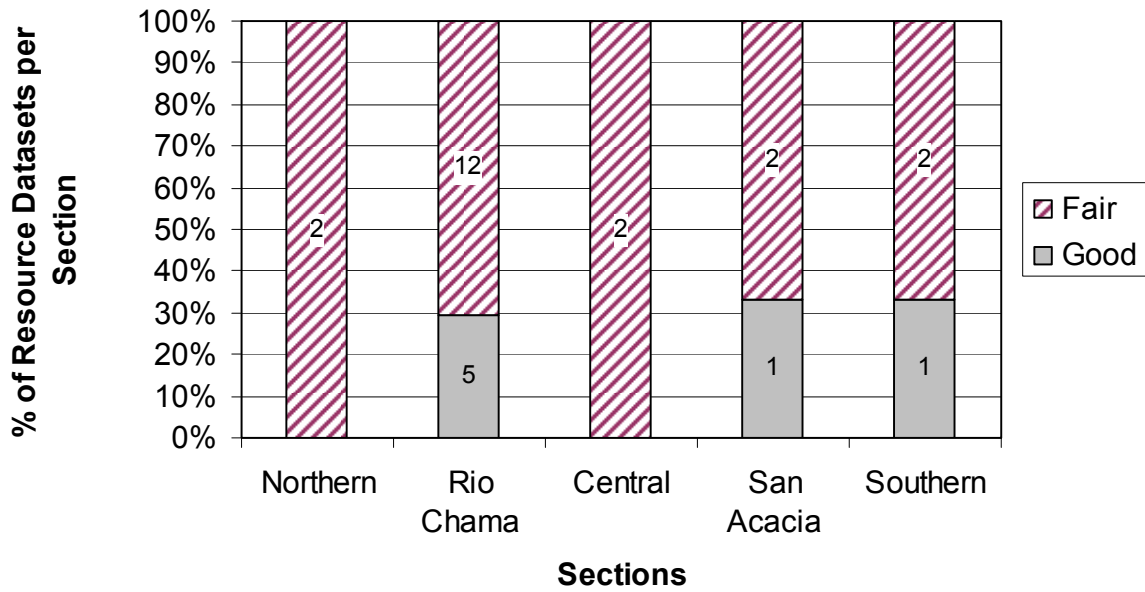 % of Resource Datasets per
Section
100%
90%
80%
70%
60%
50%
40%
30%
20%
10%
0%
2
12
5
2
2
1
2
1
Fair
Good
Northern
Rio
Chama
Central
San
Acacia
Southern
Sections